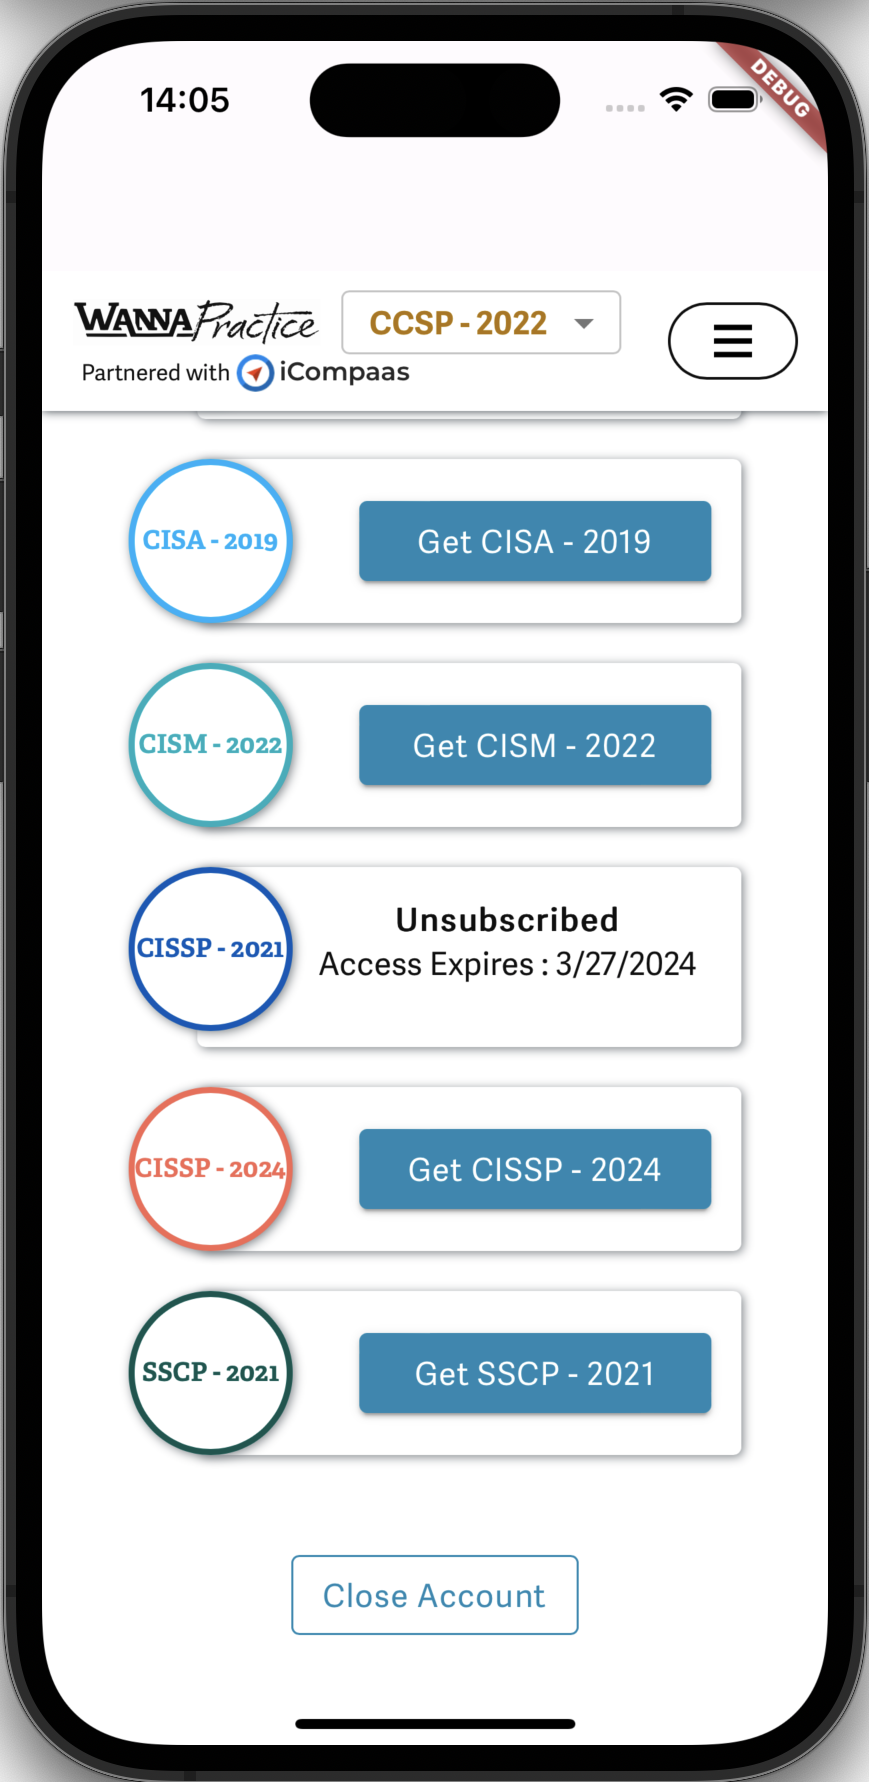 14:05
DEBUG
WANNAPractice
CCSP - 2022
Partnered with iCompaas
CISA - 2019
Get CISA - 2019
CISM - 2022
Get CISM - 2022
CISSP - 2021
Unsubscribed
Access Expires : 3/27/2024
CISSP - 2024
Get CISSP - 2024
SSCP - 2021
Get SSCP - 2021
Close Account